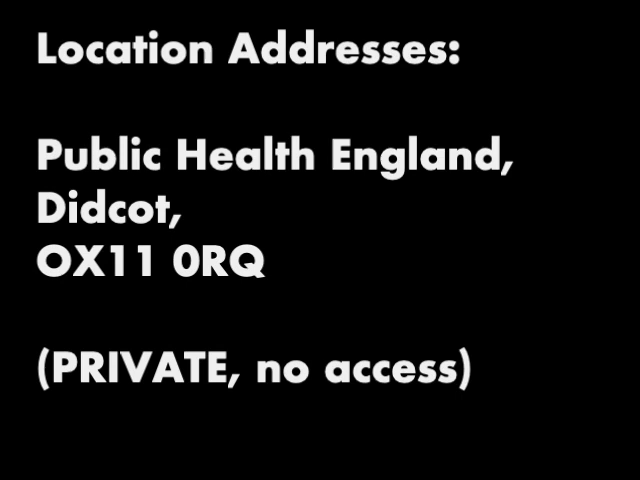 Location Addresses:
Public Health England,
Didcot,
OX11 0RQ
(PRIVATE, no access)